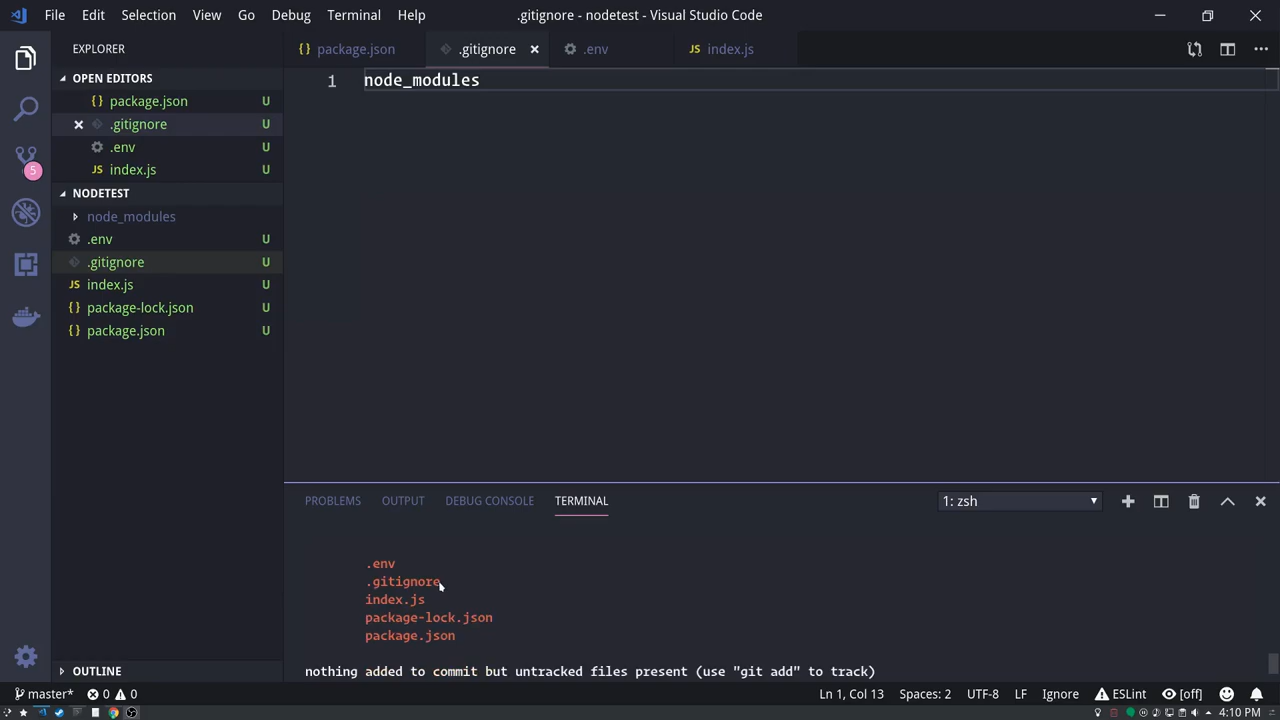 File Edit Selection View Go Debug Terminal Help .gitignore - nodetest - Visual Studio Code
EXPLORER
{} package.json .gitignore × .env JS index.js
OPEN EDITORS
{} package.json U
× .gitignore U
.env U
JS index.js U
5
NODETEST
node_modules
.env U
.gitignore U
JS index.js U
{} package-lock.json U
{} package.json U
OUTLINE
1 node_modules
PROBLEMS OUTPUT DEBUG CONSOLE TERMINAL 1: zsh
.env
.gitignore
index.js
package-lock.json
package.json
nothing added to commit but untracked files present (use "git add" to track)
master* 0 0 Ln 1, Col 13 Spaces: 2 UTF-8 LF Ignore ESLint [off]
4:10 PM